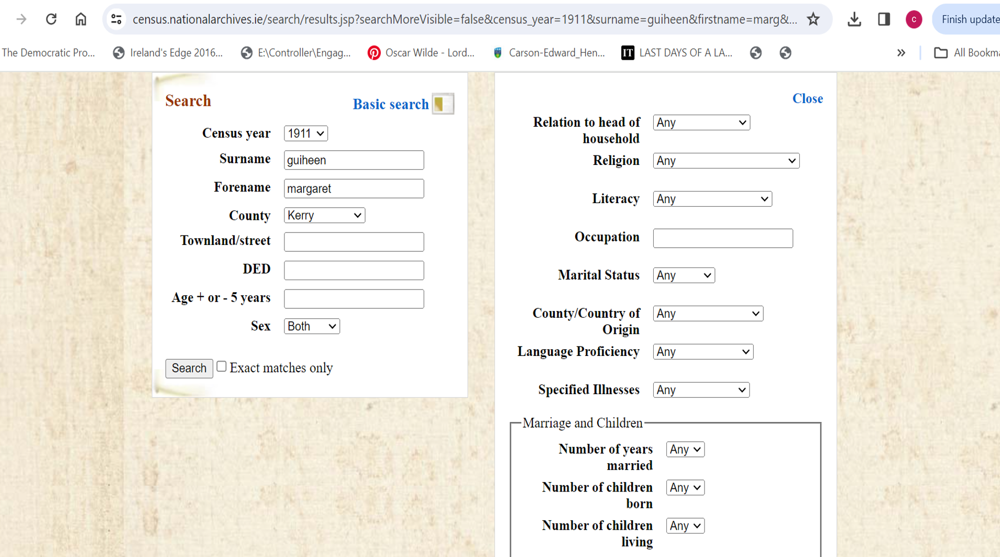 census.nationalarchives.ie/search/results.jsp?searchMoreVisible=false&census_year=1911&surname=guiheen&firstname=marg&...
c
Finish update
The Democratic Pro...
Ireland's Edge 2016...
E:\Controller\Engag...
Oscar Wilde - Lord...
Carson-Edward_Hen...
IT
LAST DAYS OF A LA...
All Bookma
Search
Basic search
Census year 1911
Surname guiheen
Forename margaret
County Kerry
Townland/street
DED
Age + or - 5 years
Sex Both
Search Exact matches only
Close
Relation to head of Any
household
Religion Any
Literacy Any
Occupation
Marital Status Any
County/Country of Any
Origin
Language Proficiency Any
Specified Illnesses Any
Marriage and Children
Number of years Any
married
Number of children Any
born
Number of children Any
living